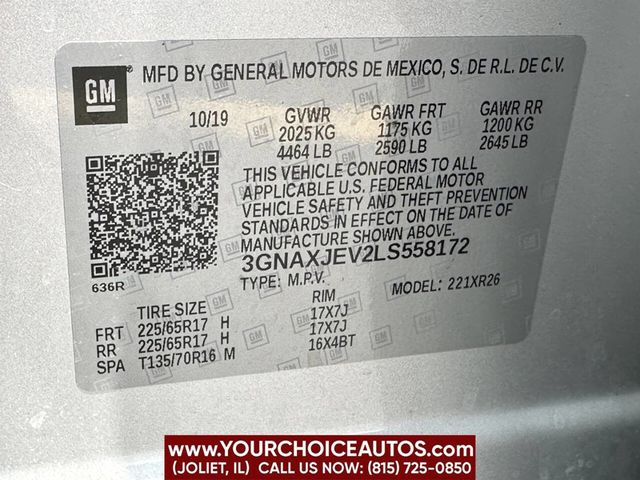 GM
MFD BY GENERAL MOTORS DE MEXICO, S. DE R.L. DE C.V.
10/19 GVWR GAWR FRT GAWR RR
2025 KG 1175 KG 1200 KG
4464 LB 2590 LB 2645 LB
THIS VEHICLE CONFORMS TO ALL
APPLICABLE U.S. FEDERAL MOTOR
VEHICLE SAFETY AND THEFT PREVENTION
STANDARDS IN EFFECT ON THE DATE OF
MANUFACTURE SHOWN ABOVE.
3GNAXJEV2LS558172
636R
TYPE: M.P.V. MODEL: 221XR26
TIRE SIZE RIM
FRT 225/65R17 H 17X7J
RR 225/65R17 H 17X7J
SPA T135/70R16 M 16X4BT
WWW.YOURCHOICEAUTOS.COM
(JOLIET, IL) CALL US NOW: (815) 725-0850